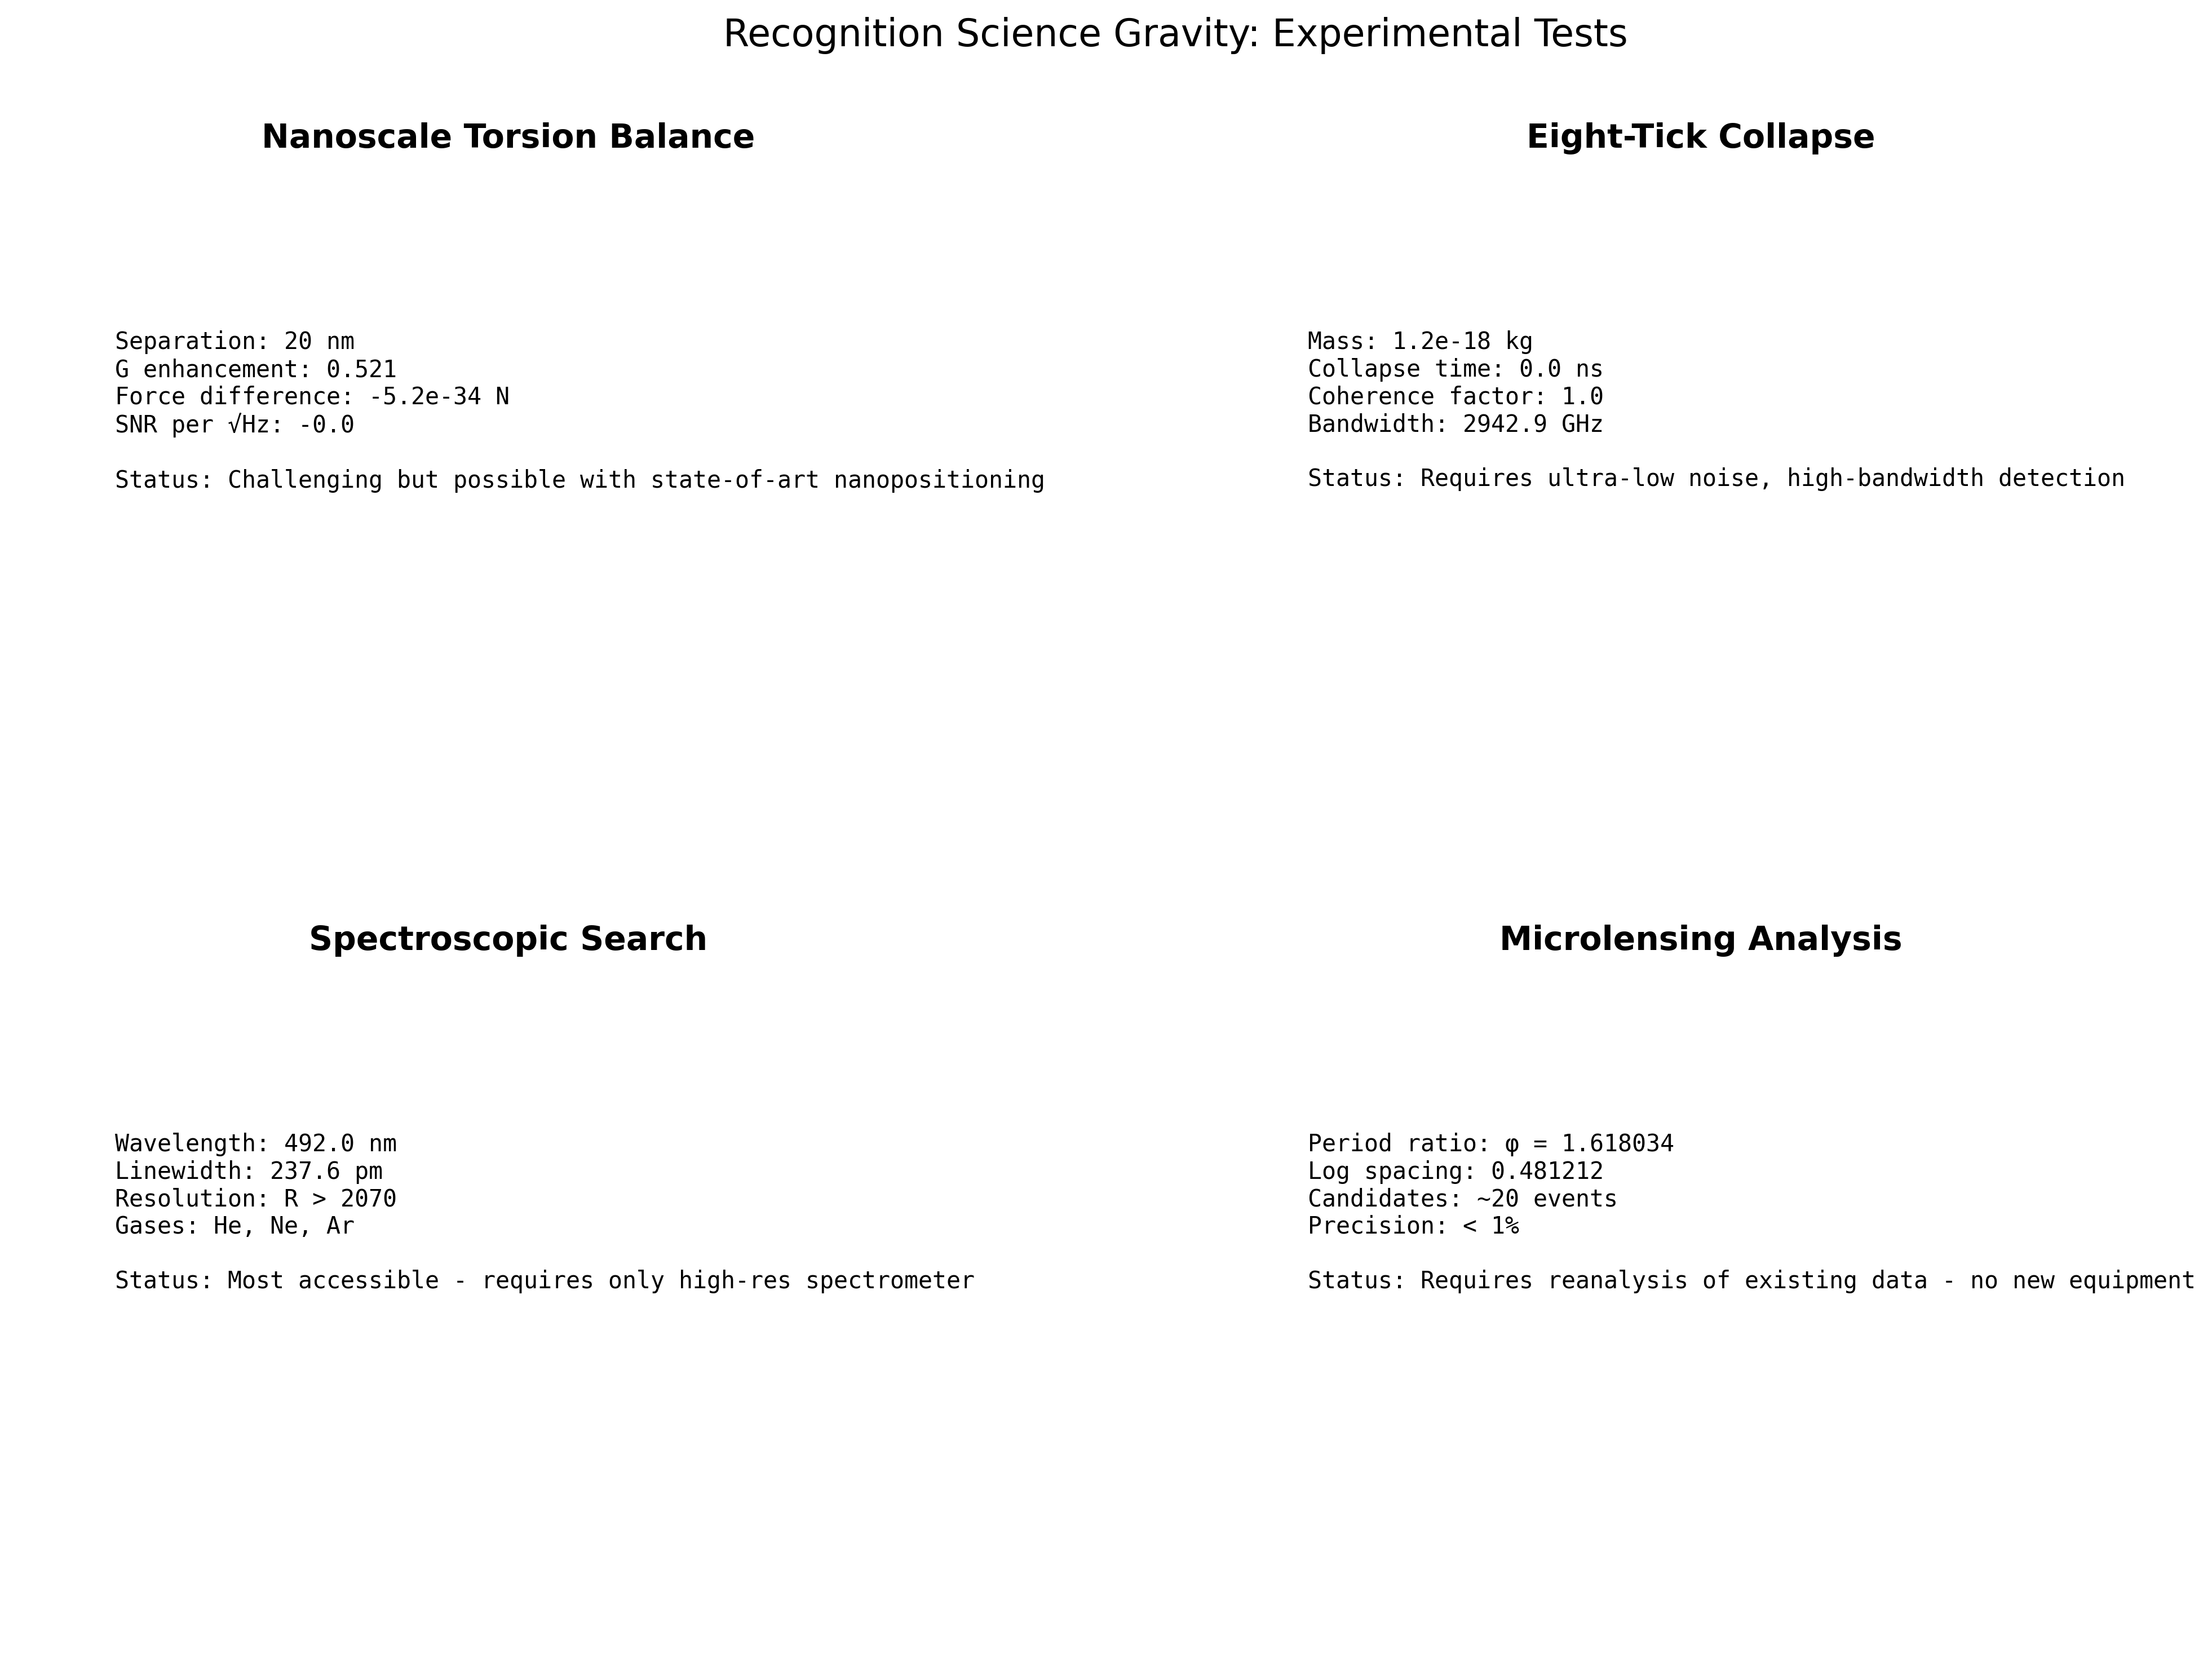 Recognition Science Gravity: Experimental Tests
Nanoscale Torsion Balance
Separation: 20 nm
G enhancement: 0.521
Force difference: -5.2e-34 N
SNR per √Hz: -0.0
Status: Challenging but possible with state-of-art nanopositioning
Eight-Tick Collapse
Mass: 1.2e-18 kg
Collapse time: 0.0 ns
Coherence factor: 1.0
Bandwidth: 2942.9 GHz
Status: Requires ultra-low noise, high-bandwidth detection
Spectroscopic Search
Wavelength: 492.0 nm
Linewidth: 237.6 pm
Resolution: R > 2070
Gases: He, Ne, Ar
Status: Most accessible - requires only high-res spectrometer
Microlensing Analysis
Period ratio: φ = 1.618034
Log spacing: 0.481212
Candidates: ~20 events
Precision: < 1%
Status: Requires reanalysis of existing data - no new equipment